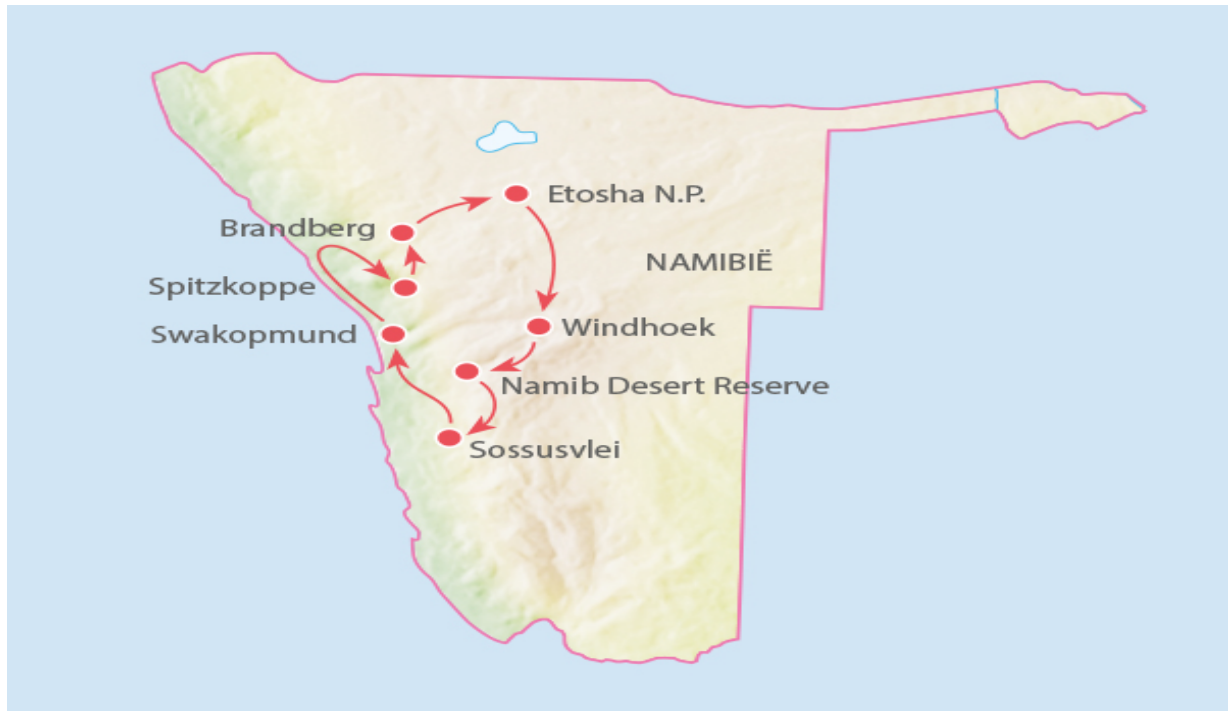 Etosha N.P.
Brandberg
NAMIBIË
Spitzkoppe
Windhoek
Swakopmund
Namib Desert Reserve
Sossusvlei